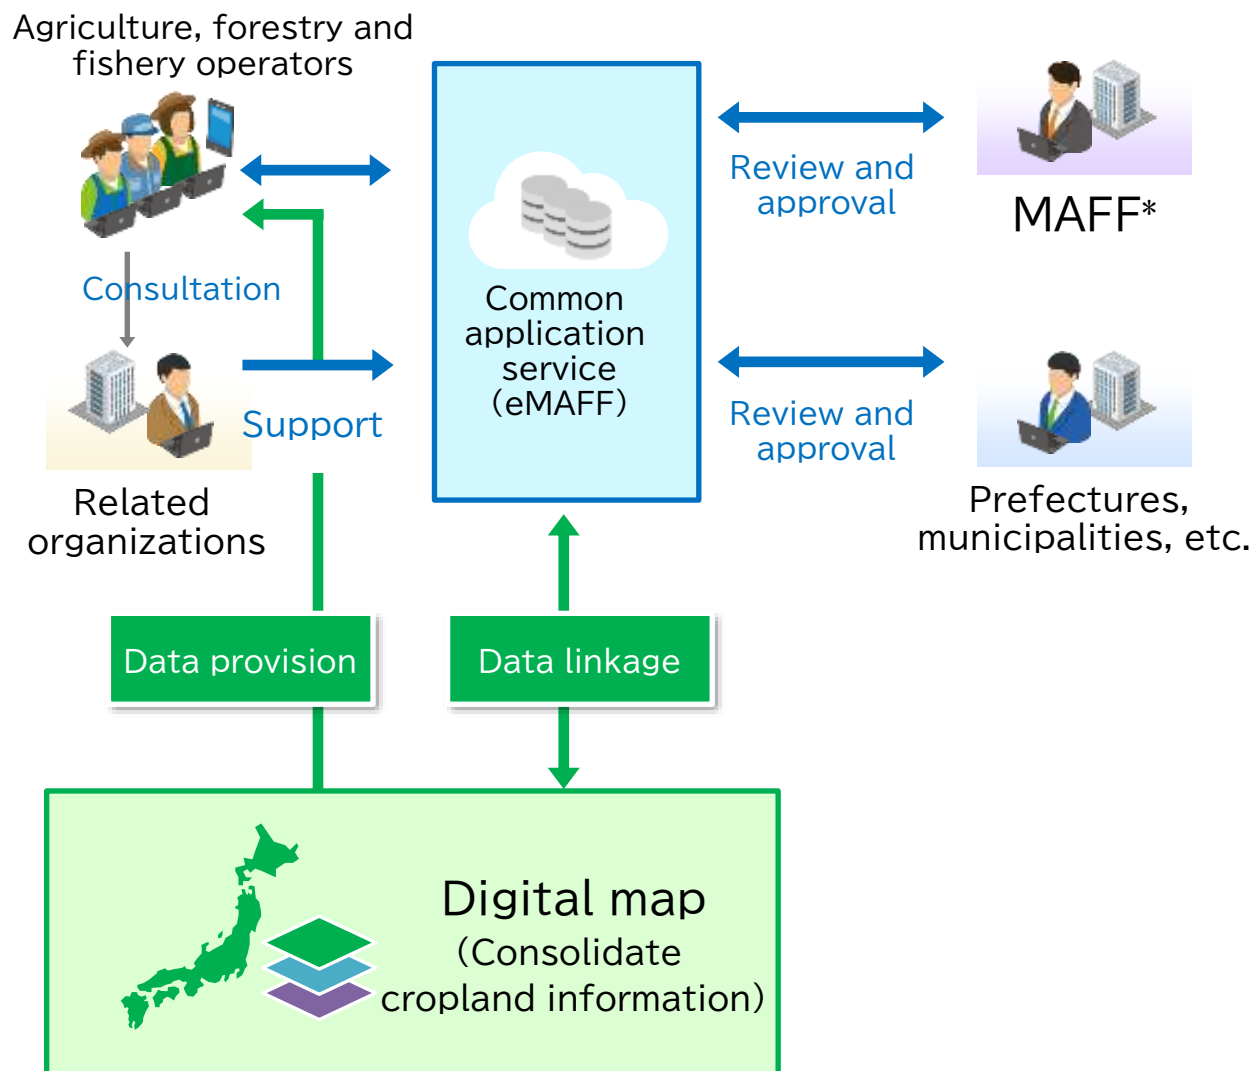 Agriculture, forestry and
fishery operators
Consultation
Related
organizations
Support
Common
application
service
(eMAFF)
Review and
approval
MAFF*
Review and
approval
Prefectures,
municipalities, etc.
Data provision
Data linkage
Digital map
(Consolidate
cropland information)